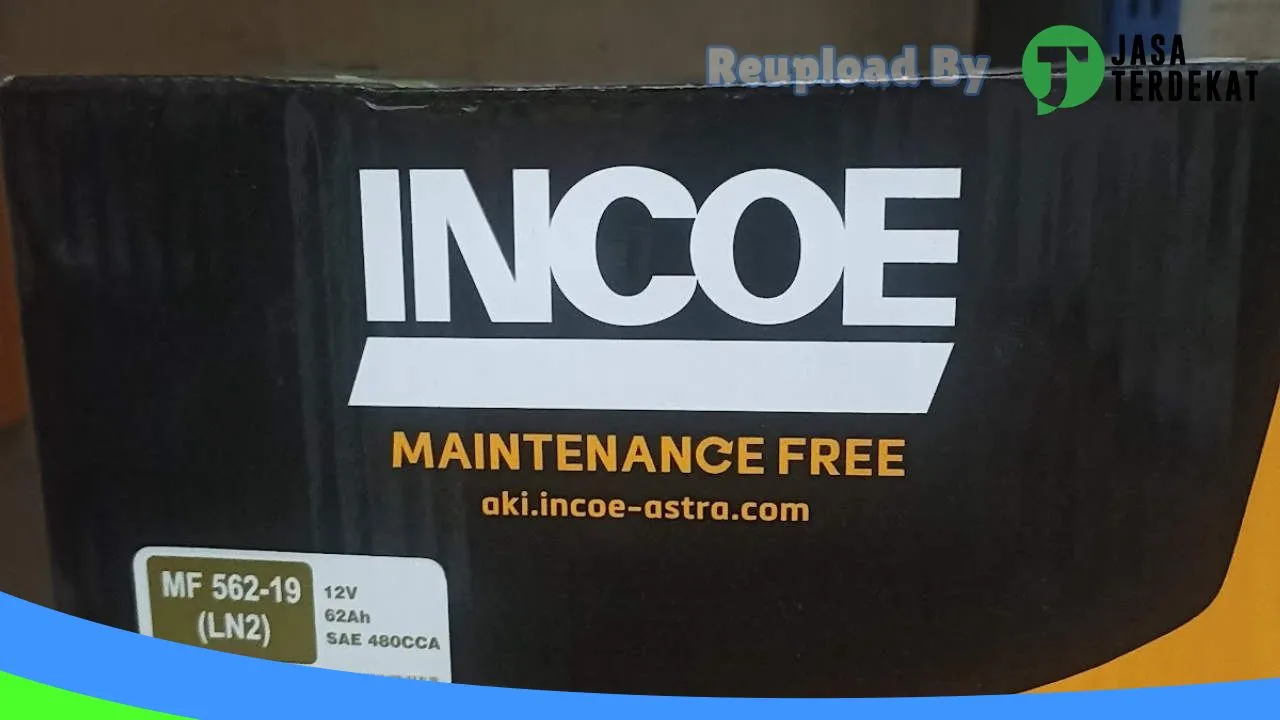 Reupload By
JASA
TERDEKAT
INCOE
MAINTENANCE FREE
aki.incoe-astra.com
MF 562-19
(LN2)
12V
62Ah
SAE 480CCA